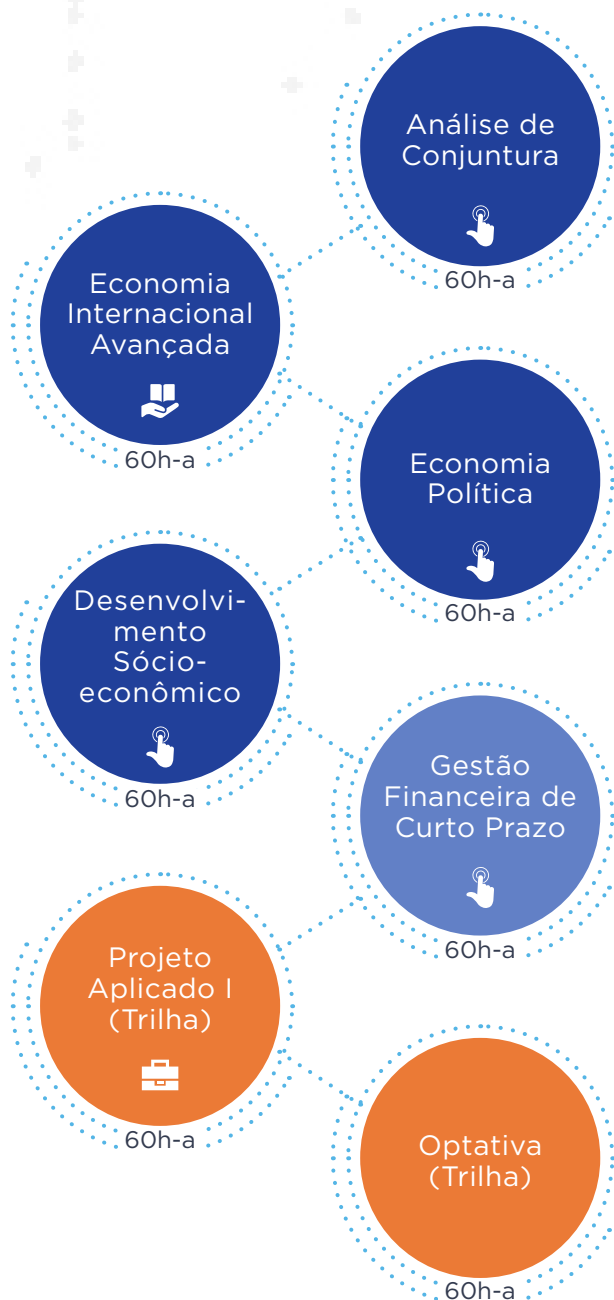 Análise de
Conjuntura
60h-a
Economia
Internacional
Avançada
60h-a
Economia
Política
60h-a
Desenvolvi-
mento
Sócio-
econômico
60h-a
Gestão
Financeira de
Curto Prazo
60h-a
Projeto
Aplicado I
(Trilha)
60h-a
Optativa
(Trilha)
60h-a